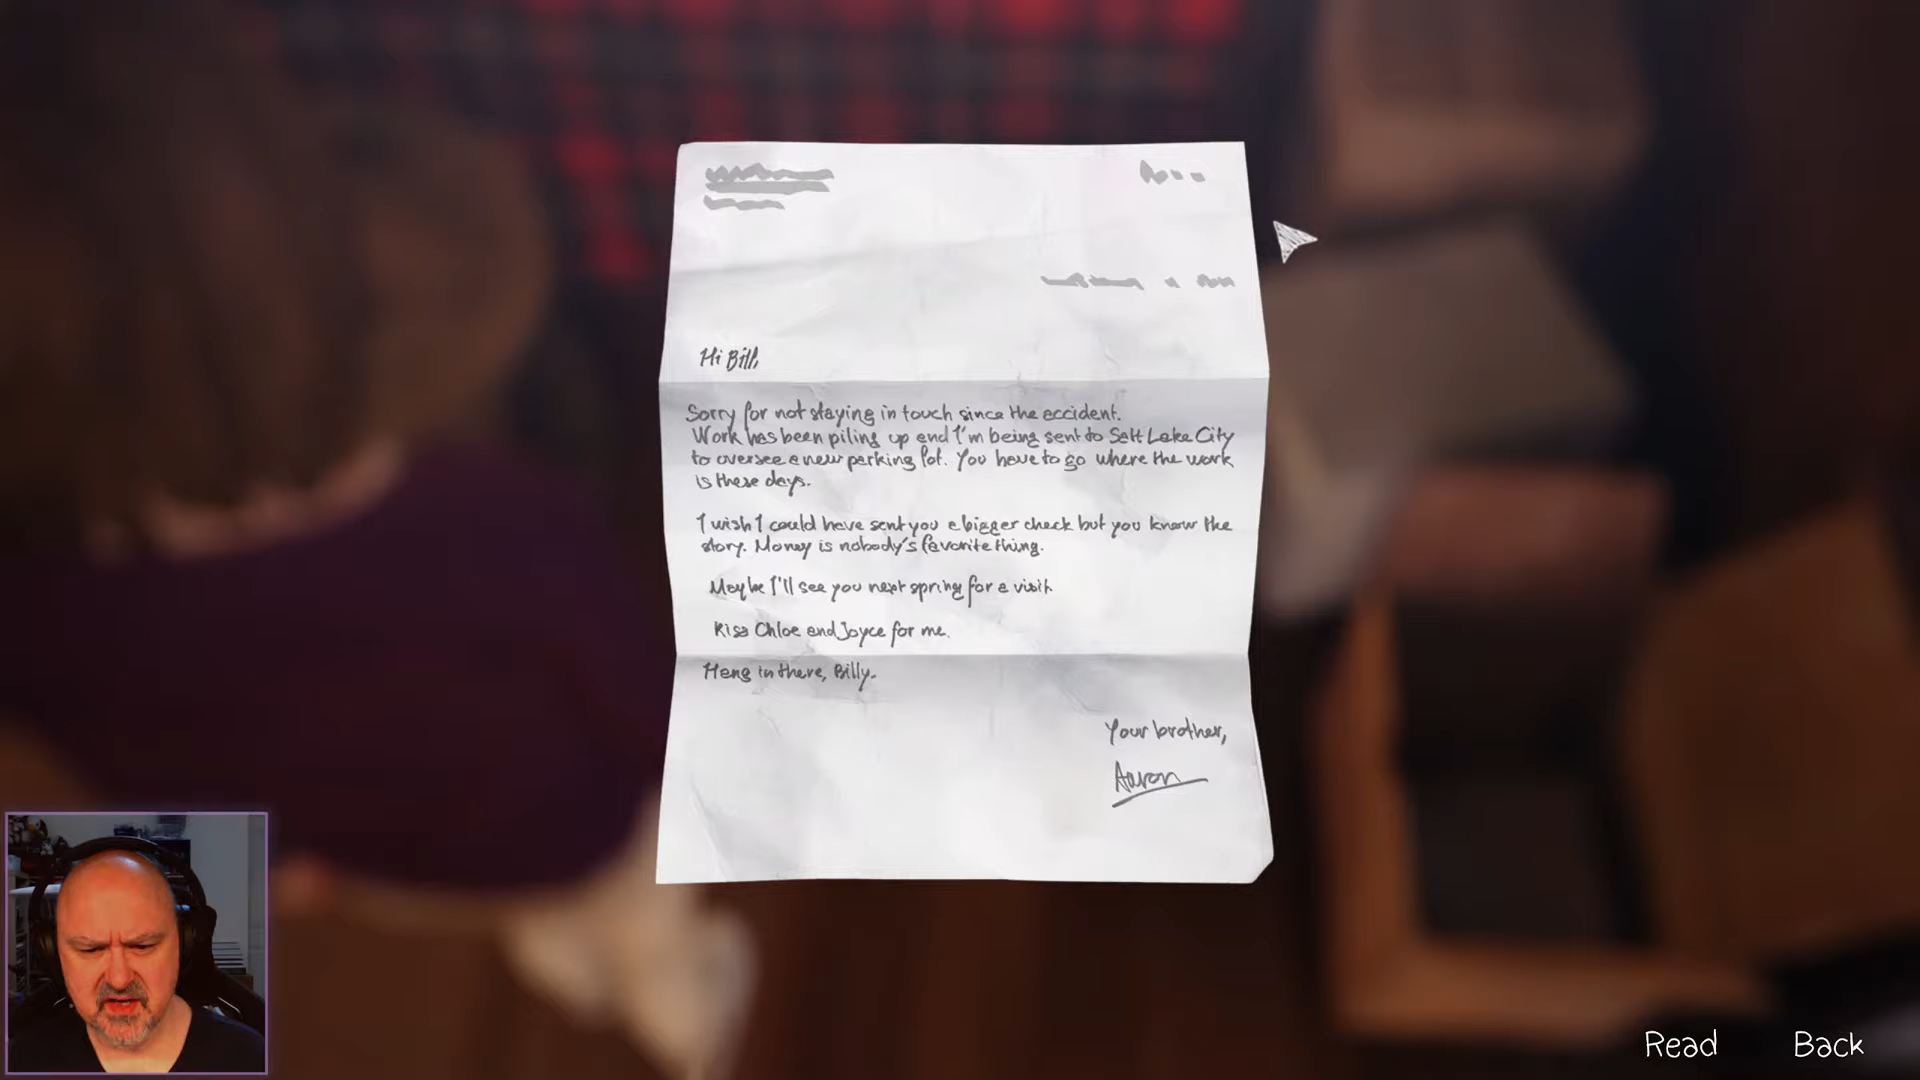 Hi Bill,
Sorry for not staying in touch since the accident.
Work has been piling up and I'm being sent to Salt Lake City
to oversee a new parking lot. You have to go where the work
is these days.
I wish I could have sent you a bigger check but you know the
story. Money is nobody's favorite thing.
Maybe I'll see you next spring for a visit.
Kiss Chloe and Joyce for me.
Hang in there, Billy.
Your brother,
Aaron
Read
Back